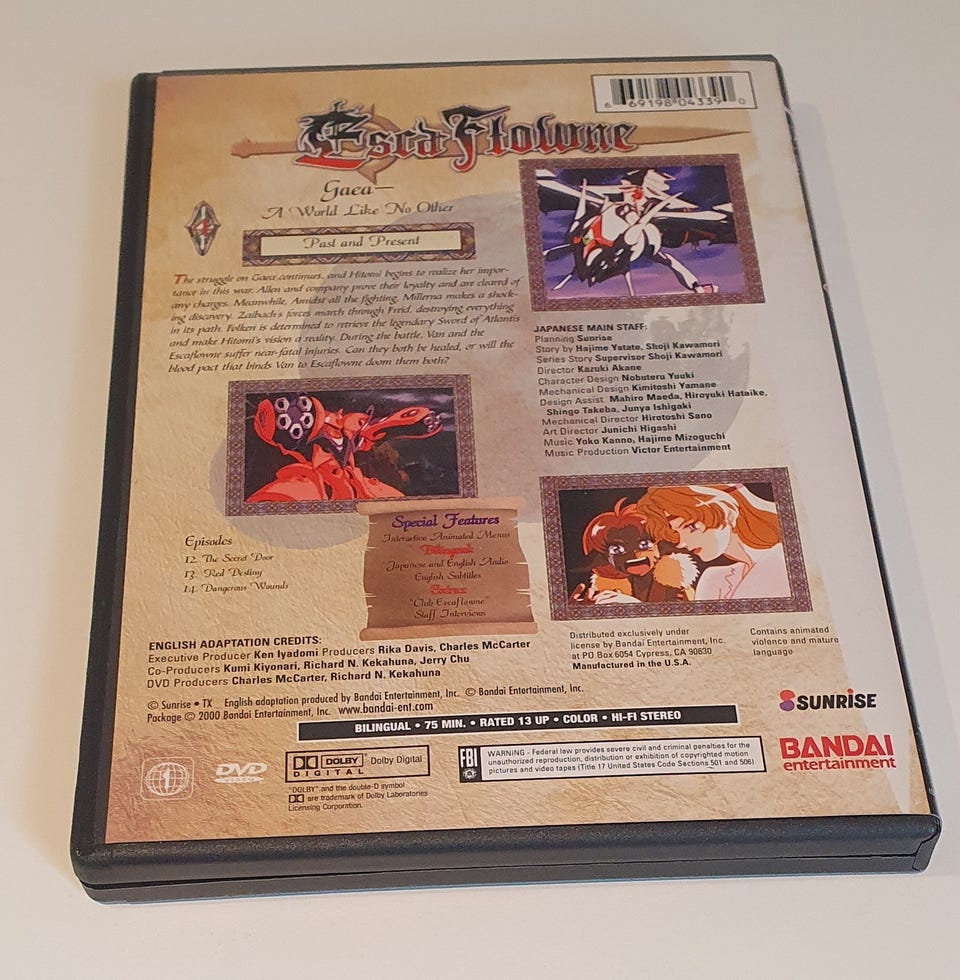 6 69198 04339 0
EscaFlowne
Gaea—
A World Like No Other
Past and Present
The struggle on Gaea continues, and Hitomi begins to realize her impor-
tance in this war. Allen and company prove their loyalty and are cleared of
any charges. Meanwhile, Amidst all the fighting, Millerna makes a shock-
ing discovery. Zaibach's forces march through Freid, destroying everything
in its path. Folken is determined to retrieve the legendary Sword of Atlantis
and make Hitomi's vision a reality. During the battle, Van and the
Escaflowne suffer near-fatal injuries. Can they both be healed, or will the
blood pact that binds Van to Escaflowne doom them both?
JAPANESE MAIN STAFF:
Planning Sunrise
Story by Hajime Yatate, Shoji Kawamori
Series Story Supervisor Shoji Kawamori
Director Kazuki Akane
Character Design Nobuteru Yuuki
Mechanical Design Kimitoshi Yamane
Design Assist Mahiro Maeda, Hiroyuki Hataike,
Shingo Takeba, Junya Ishigaki
Mechanical Director Hirotoshi Sano
Art Director Junichi Higashi
Music Yoko Kanno, Hajime Mizoguchi
Music Production Victor Entertainment
Episodes
12. The Secret Door
13. Red Destiny
14. Dangerous Wounds
Special Features
Interactive Animated Menus
Bilingual:
Japanese and English Audio
English Subtitles
Extras:
"Club Escaflowne"
Staff Interviews
ENGLISH ADAPTATION CREDITS:
Executive Producer Ken Iyadomi Producers Rika Davis, Charles McCarter
Co-Producers Kumi Kiyonari, Richard N. Kekahuna, Jerry Chu
DVD Producers Charles McCarter, Richard N. Kekahuna
© Sunrise • TX English adaptation produced by Bandai Entertainment, Inc. © Bandai Entertainment, Inc.
Package © 2000 Bandai Entertainment, Inc. www.bandai-ent.com
Distributed exclusively under
license by Bandai Entertainment, Inc.
at PO Box 6054 Cypress, CA 90630
Manufactured in the U.S.A.
Contains animated
violence and mature
language
SUNRISE
BILINGUAL • 75 MIN. • RATED 13 UP • COLOR • HI-FI STEREO
BANDAI
entertainment
1
DVD
VIDEO
DOLBY
DIGITAL
Dolby Digital
"DOLBY" and the double-D symbol
are trademark of Dolby Laboratories
Licensing Corporation.
FBI
WARNING - Federal law provides severe civil and criminal penalties for the
unauthorized reproduction, distribution or exhibition of copyrighted motion
pictures and video tapes (Title 17 United States Code Sections 501 and 506)